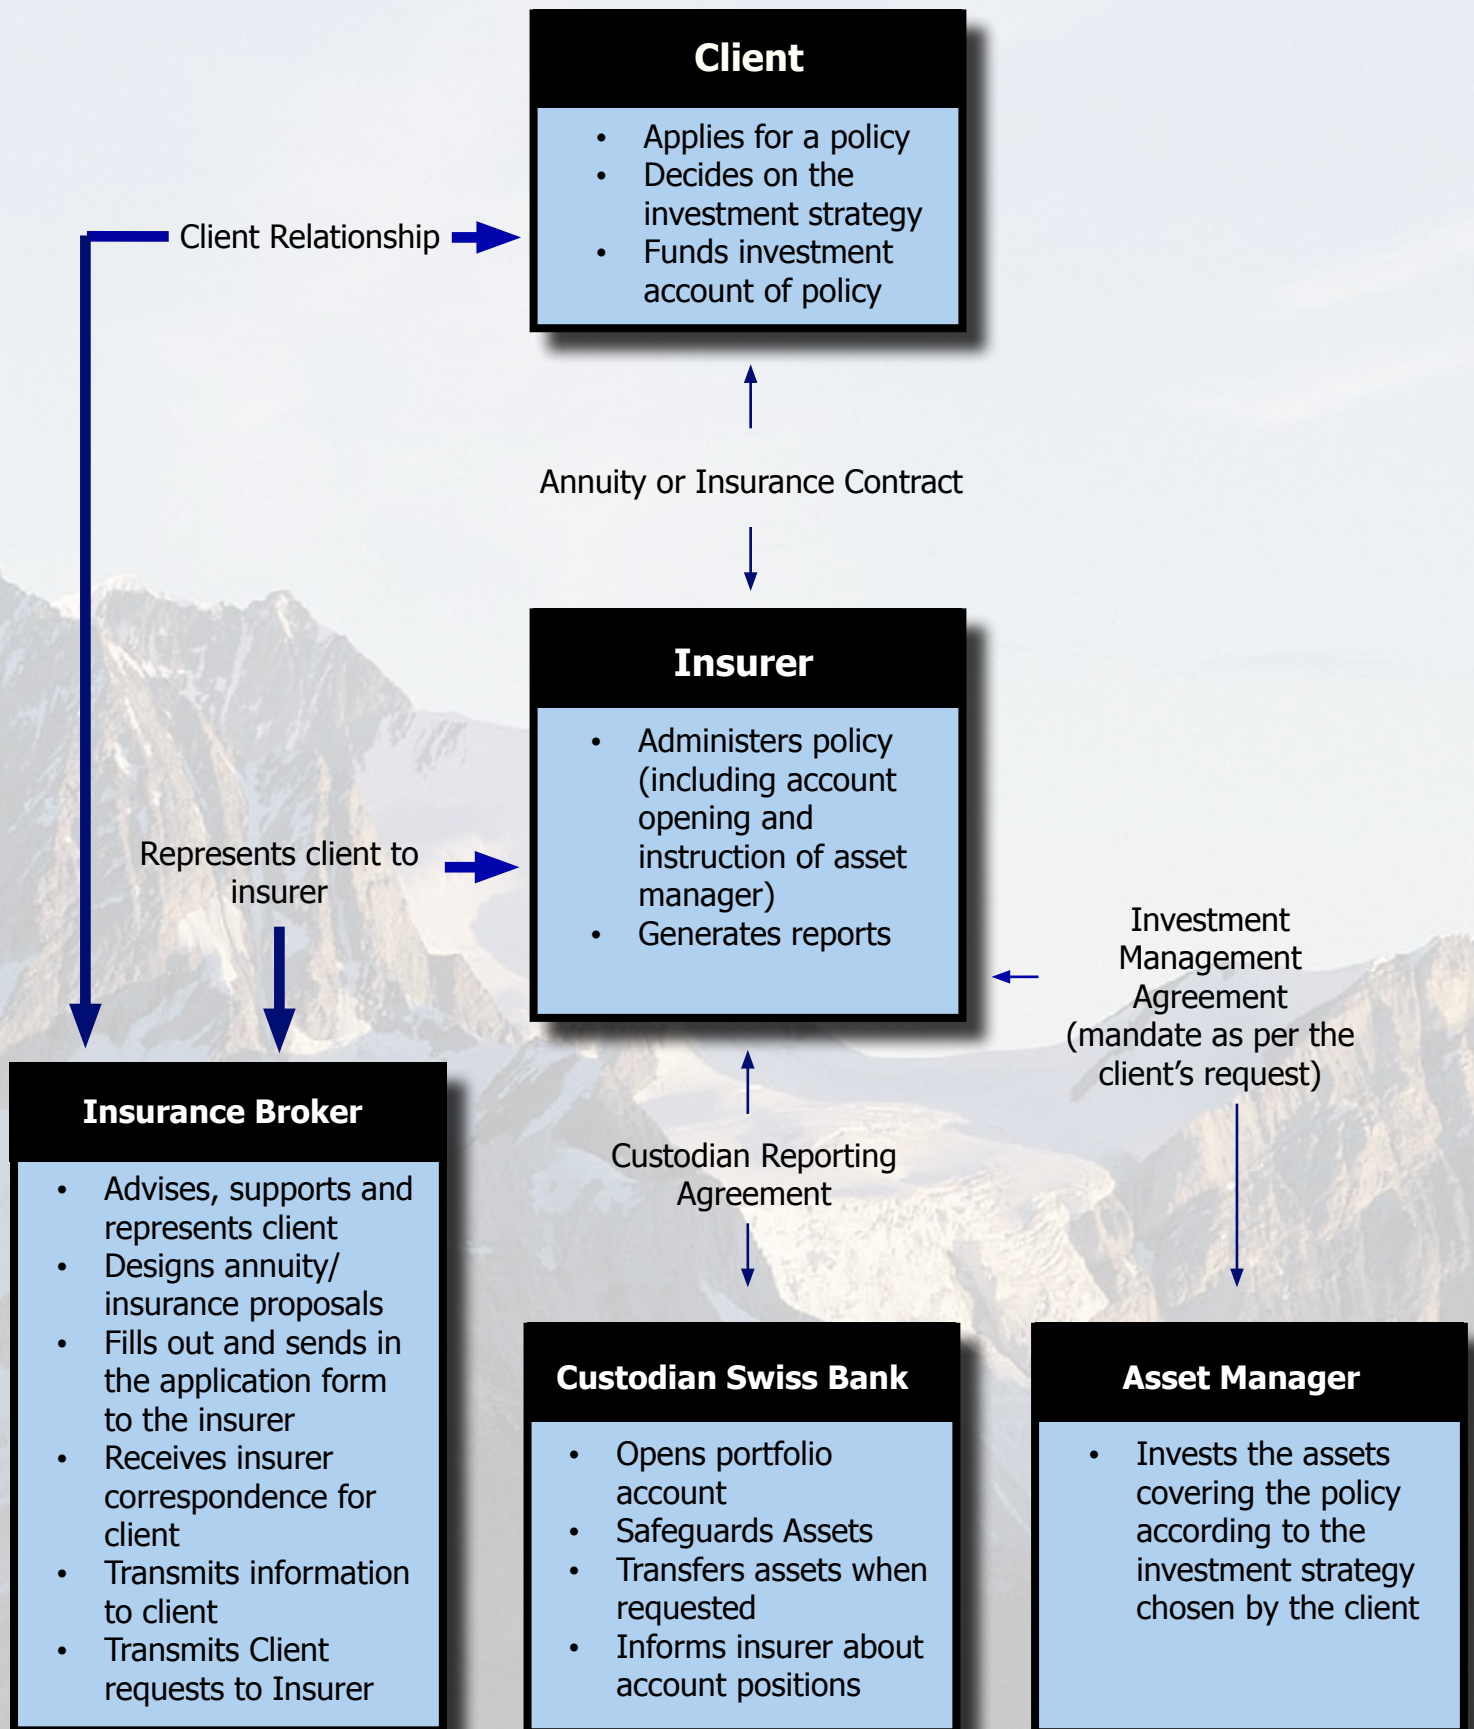 Client
• Applies for a policy
• Decides on the
investment strategy
• Funds investment
account of policy
Client Relationship
Annuity or Insurance Contract
Insurer
• Administers policy
(including account
opening and
instruction of asset
manager)
• Generates reports
Represents client to
insurer
Investment
Management
Agreement
(mandate as per the
client’s request)
Custodian Reporting
Agreement
Insurance Broker
• Advises, supports and
represents client
• Designs annuity/
insurance proposals
• Fills out and sends in
the application form
to the insurer
• Receives insurer
correspondence for
client
• Transmits information
to client
• Transmits Client
requests to Insurer
Custodian Swiss Bank
• Opens portfolio
account
• Safeguards Assets
• Transfers assets when
requested
• Informs insurer about
account positions
Asset Manager
• Invests the assets
covering the policy
according to the
investment strategy
chosen by the client